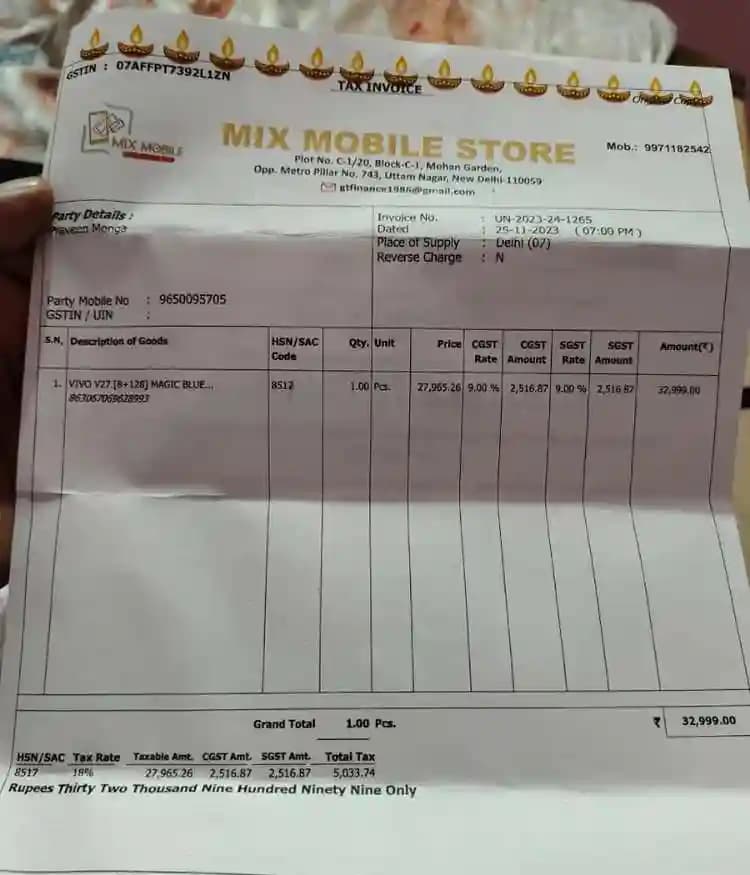 GSTIN : 07AFFPT7392L1ZN
TAX INVOICE
Original Copy
MIX MOBILE
MIX MOBILE STORE
Mob.: 9971182542
Plot No. C-1/20, Block-C-1, Mohan Garden,
Opp. Metro Pillar No. 743, Uttam Nagar, New Delhi-110059
gtfinance1986@gmail.com
Party Details :
Praveen Monga
Party Mobile No : 9650095705
GSTIN / UIN :
Invoice No. : UN-2023-24-1265
Dated : 25-11-2023 ( 07:00 PM )
Place of Supply : Delhi (07)
Reverse Charge : N
S.N. Description of Goods HSN/SAC Code Qty. Unit Price CGST Rate CGST Amount SGST Rate SGST Amount Amount(₹)
1. VIVO V27 [8+128] MAGIC BLUE... 8517 1.00 Pcs. 27,965.26 9.00 % 2,516.87 9.00 % 2,516.87 32,999.00
863067069628993
Grand Total 1.00 Pcs. ₹ 32,999.00
HSN/SAC Tax Rate Taxable Amt. CGST Amt. SGST Amt. Total Tax
8517 18% 27,965.26 2,516.87 2,516.87 5,033.74
Rupees Thirty Two Thousand Nine Hundred Ninety Nine Only